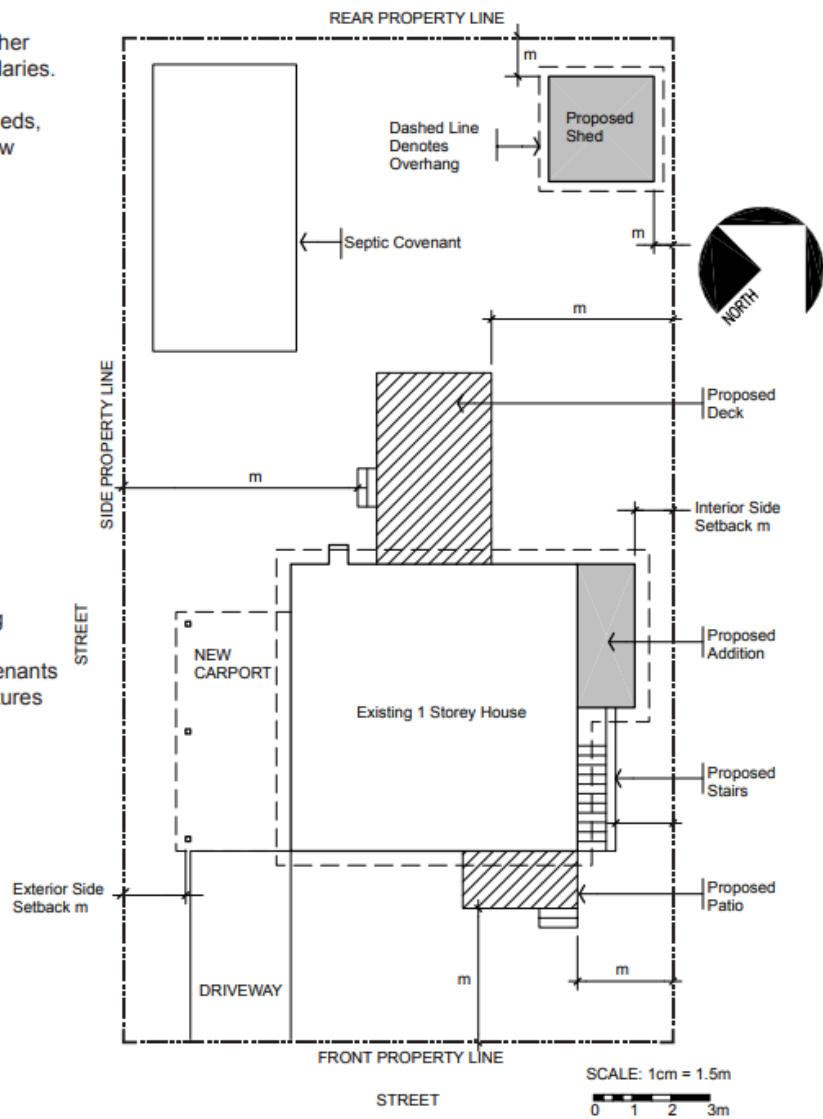 REAR PROPERTY LINE
her
laries.
eds,
w
m
Proposed
Shed
Dashed Line
Denotes
Overhang
Septic Covenant
m
NORTH
m
Proposed
Deck
SIDE PROPERTY LINE
m
Interior Side
Setback m
g
STREET
enants
tures
NEW
CARPORT
Proposed
Addition
Existing 1 Storey House
Proposed
Stairs
Exterior Side
Setback m
Proposed
Patio
DRIVEWAY
m
m
FRONT PROPERTY LINE
STREET
SCALE: 1cm = 1.5m
0 1 2 3m